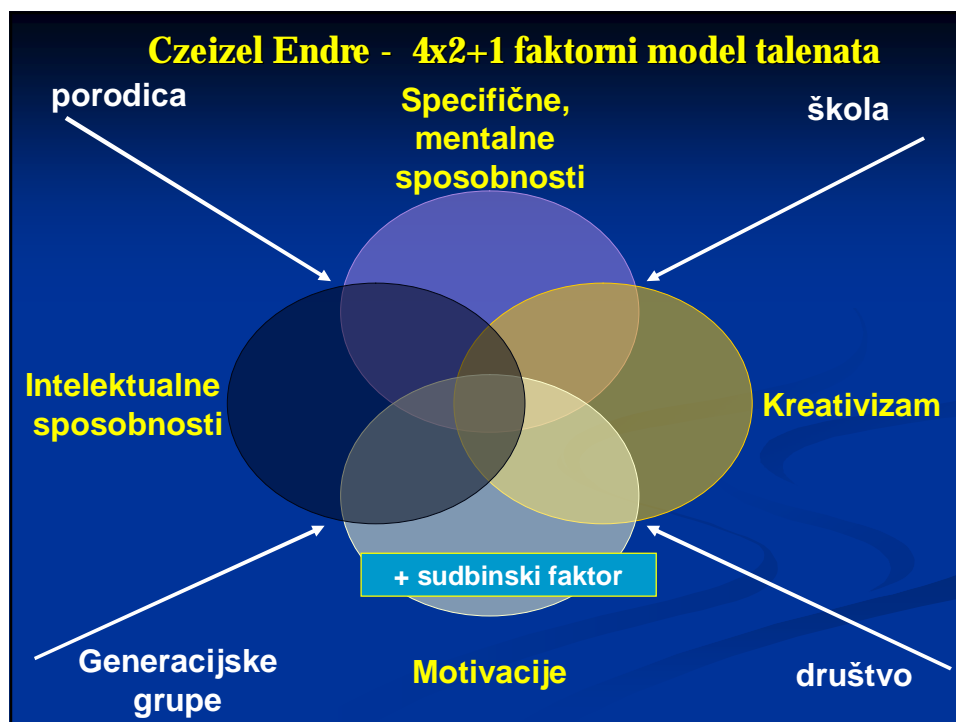 Czeizel Endre - 4x2+1 faktorni model talenata
porodica
Specifične,
mentalne
sposobnosti
škola
Intelektualne
sposobnosti
Kreativizam
+ sudbinski faktor
Generacijske
grupe
Motivacije
društvo